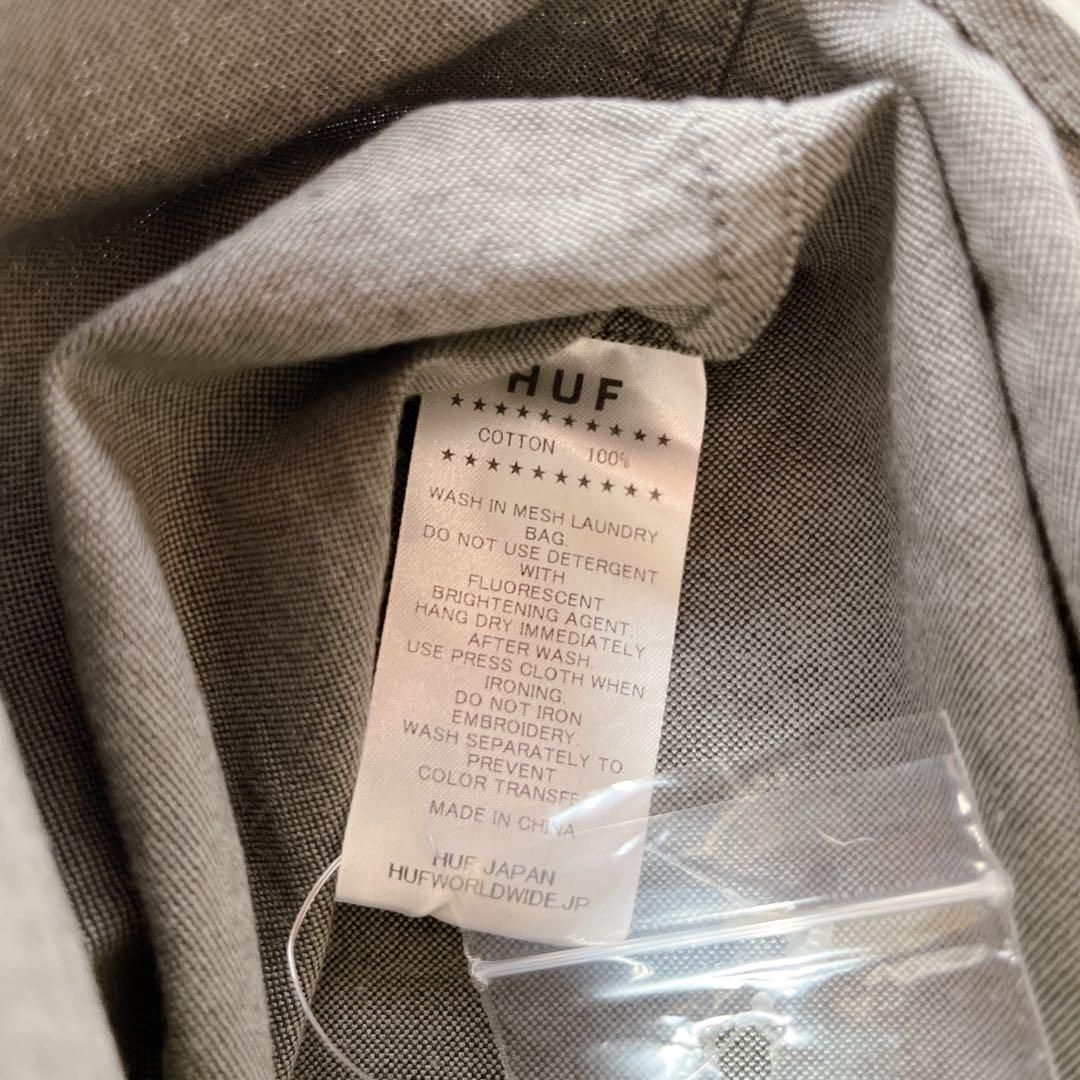 HUF
★★★★★★★★★★
COTTON 100%
★★★★★★★★★★
WASH IN MESH LAUNDRY
BAG.
DO NOT USE DETERGENT
WITH
FLUORESCENT
BRIGHTENING AGENT.
HANG DRY IMMEDIATELY
AFTER WASH.
USE PRESS CLOTH WHEN
IRONING.
DO NOT IRON
EMBROIDERY.
WASH SEPARATELY TO
PREVENT
COLOR TRANSFE
MADE IN CHINA
HUF JAPAN
HUFWORLDWIDE.JP